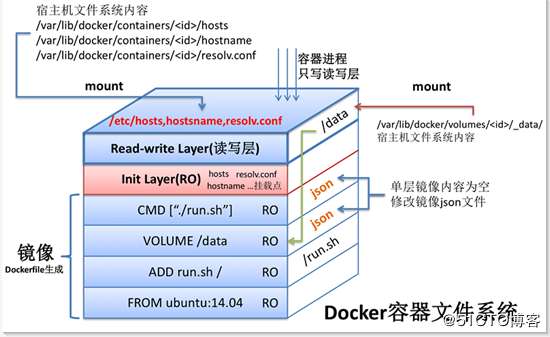 宿主机文件系统内容
/var/lib/docker/containers/<id>/hosts
/var/lib/docker/containers/<id>/hostname
/var/lib/docker/containers/<id>/resolv.conf
容器进程
只写读写层
mount
mount
/etc/hosts,hostsname,resolv.conf
/data
/var/lib/docker/volumes/<id>/_data/
宿主机文件系统内容
Read-write Layer(读写层)
Init Layer(RO)
hosts resolv.conf
hostname ...挂载点
json
单层镜像内容为空
修改镜像json文件
CMD ["./run.sh"] RO
json
镜像
Dockerfile生成
VOLUME /data RO
ADD run.sh / RO
/run.sh
FROM ubuntu:14.04 RO
Docker容器文件系统
@51CTO博客